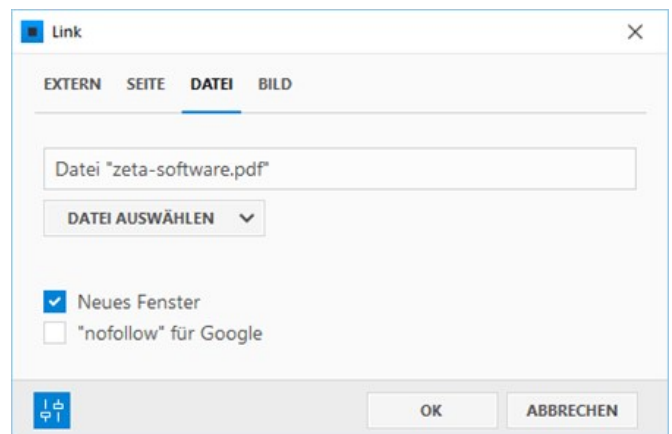 Link
EXTERN SEITE DATEI BILD
Datei "zeta-software.pdf"
DATEI AUSWÄHLEN
Neues Fenster
"nofollow" für Google
OK ABBRECHEN